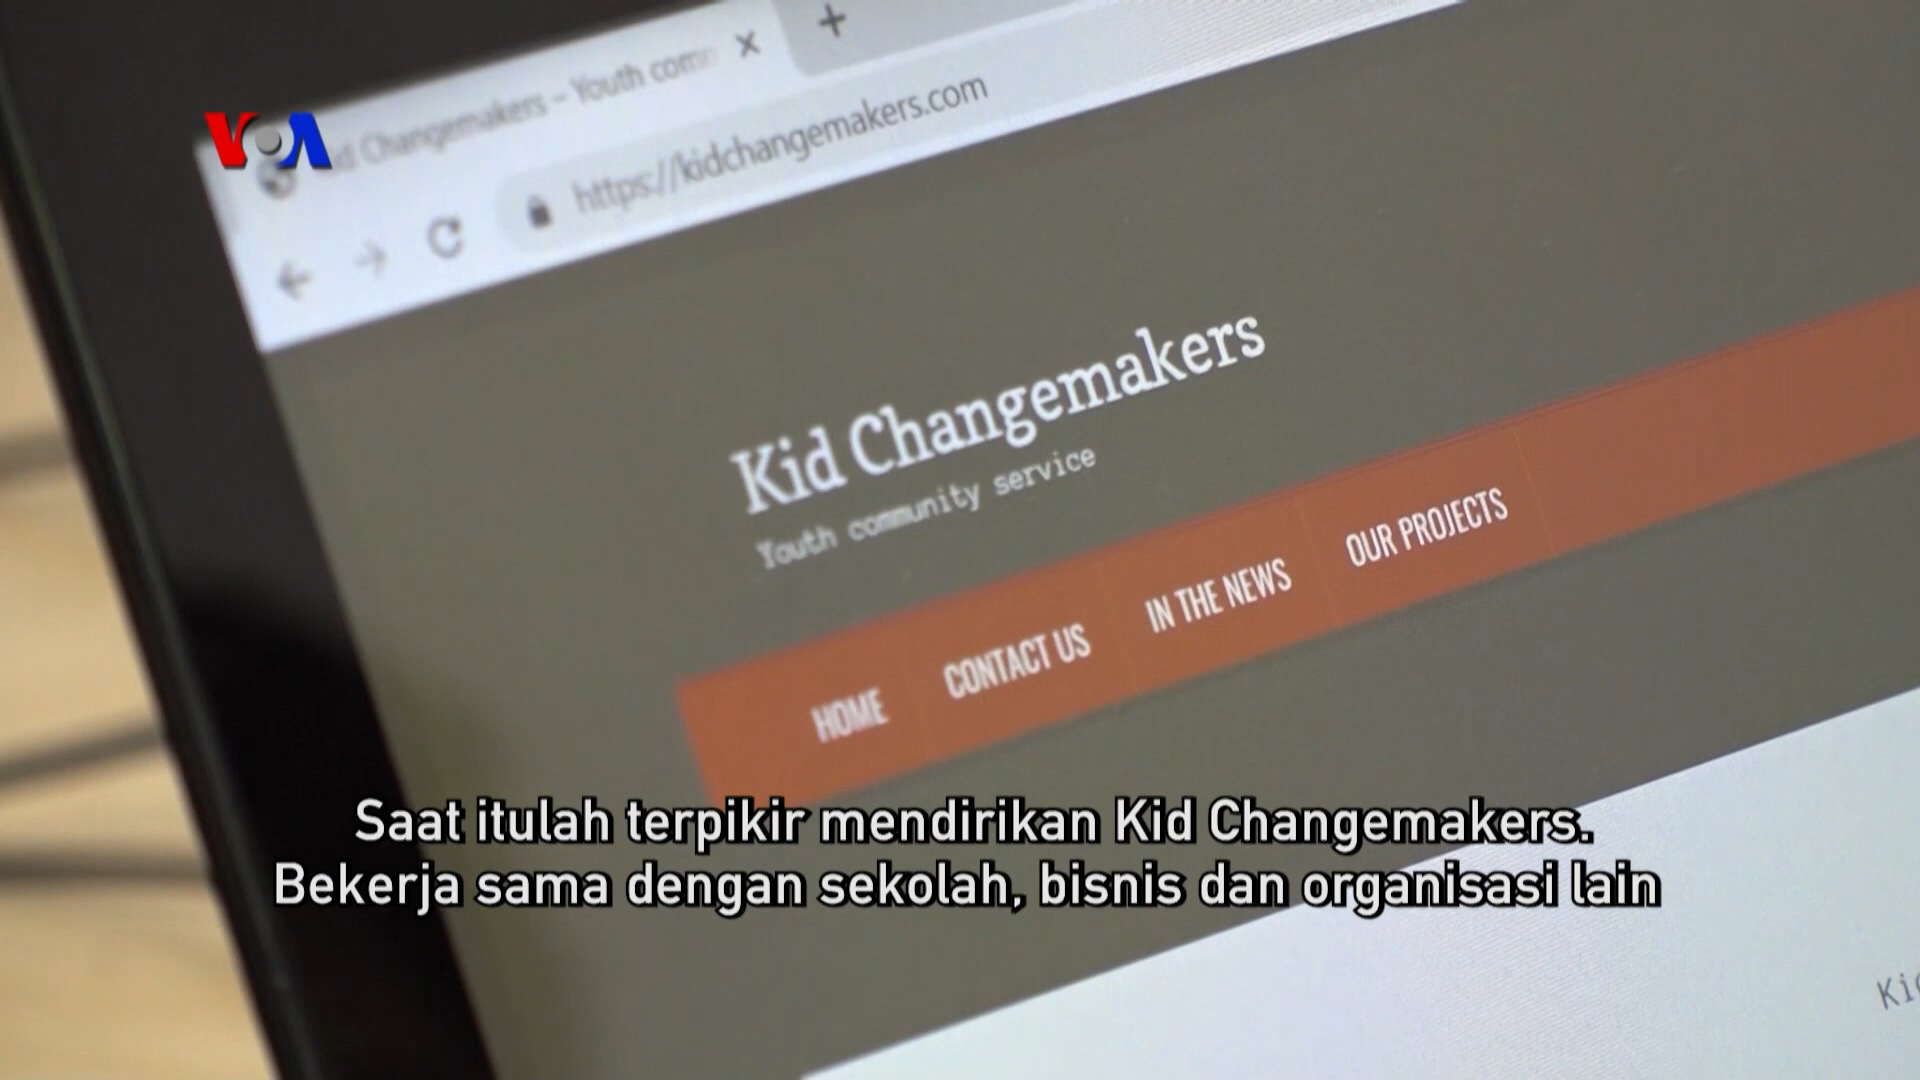 Kid Changemakers – Youth com
VOA
https://kidchangemakers.com
Kid Changemakers
Youth community service
HOME
CONTACT US
IN THE NEWS
OUR PROJECTS
Saat itulah terpikir mendirikan Kid Changemakers.
Bekerja sama dengan sekolah, bisnis dan organisasi lain